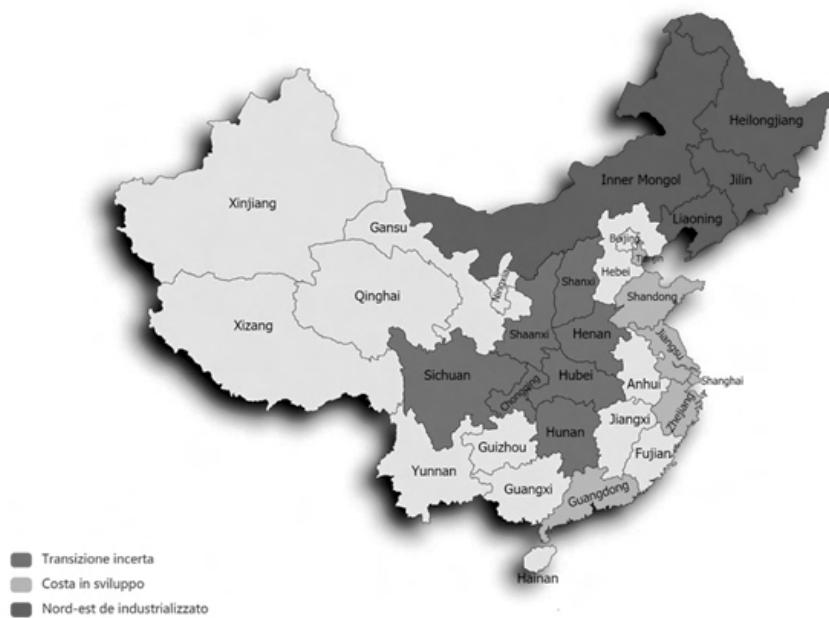 Heilongjiang
Jilin
Inner Mongol
Liaoning
Xinjiang
Gansu
Beijing
Tianjin
Hebei
Ningxia
Shanxi
Qinghai
Shandong
Xizang
Shaanxi
Henan
Jiangsu
Sichuan
Hubei
Shanghai
Anhui
Chongqing
Zhejiang
Jiangxi
Hunan
Guizhou
Fujian
Yunnan
Guangxi
Guangdong
Hainan
Transizione incerta
Costa in sviluppo
Nord-est de industrializzato